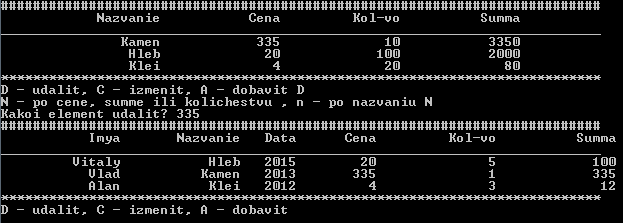 ###########################################################################
Nazvanie Cena Kol-vo Summa
Kamen 335 10 3350
Hleb 20 100 2000
Klei 4 20 80
***************************************************************************
D - udalit, C - izmenit, A - dobavit D
N - po cene, summe ili kolichestvu , n - po nazvaniu N
Kakoi element udalit? 335
###########################################################################
Imya Nazvanie Data Cena Kol-vo Summa
Vitaly Hleb 2015 20 5 100
Vlad Kamen 2013 335 1 335
Alan Klei 2012 4 3 12
***************************************************************************
D - udalit, C - izmenit, A - dobavit